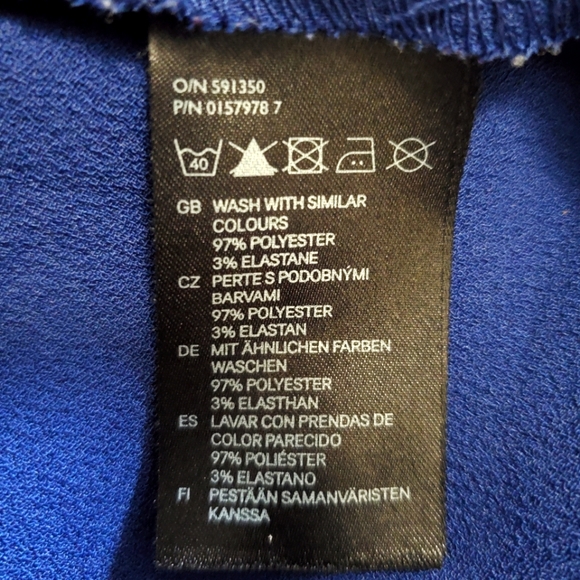 O/N 591350
P/N 0157978 7
40
GB WASH WITH SIMILAR
COLOURS
97% POLYESTER
3% ELASTANE
CZ PERTE S PODOBNÝMI
BARVAMI
97% POLYESTER
3% ELASTAN
DE MIT ÄHNLICHEN FARBEN
WASCHEN
97% POLYESTER
3% ELASTHAN
ES LAVAR CON PRENDAS DE
COLOR PARECIDO
97% POLIÉSTER
3% ELASTANO
FI PESTÄÄN SAMANVÄRISTEN
KANSSA